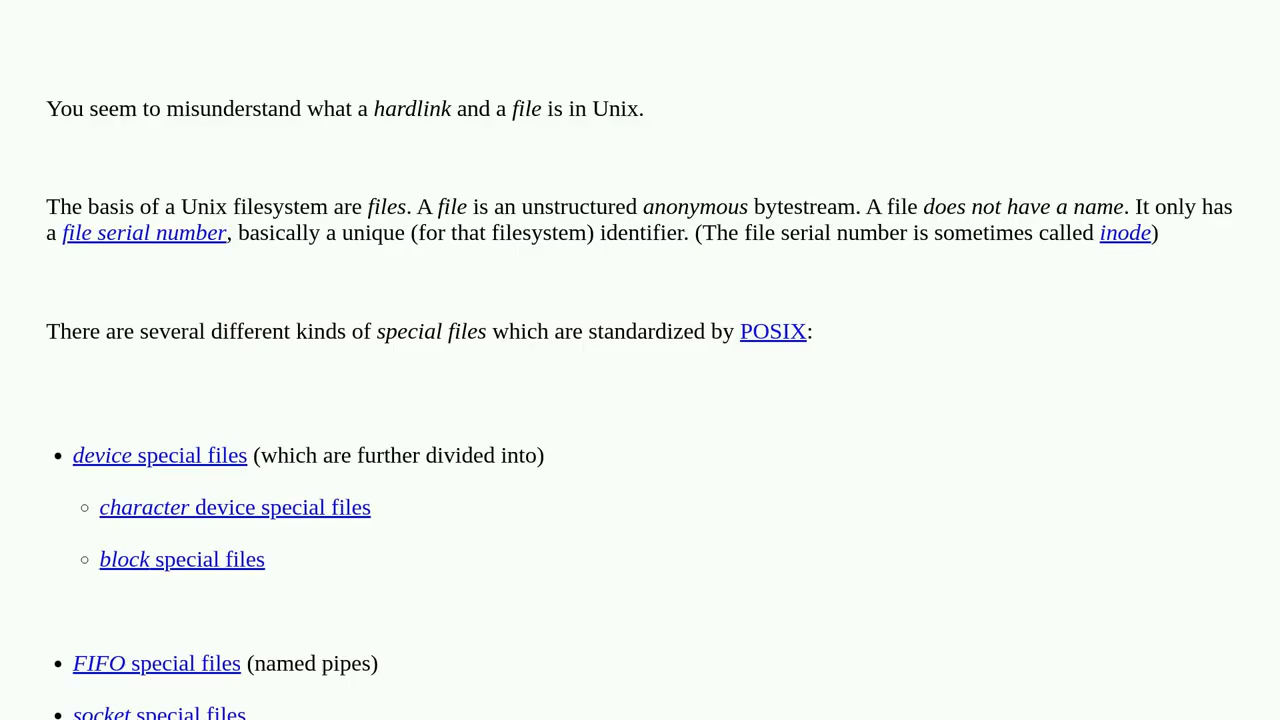 You seem to misunderstand what a hardlink and a file is in Unix.
The basis of a Unix filesystem are files. A file is an unstructured anonymous bytestream. A file does not have a name. It only has
a file serial number, basically a unique (for that filesystem) identifier. (The file serial number is sometimes called inode)
There are several different kinds of special files which are standardized by POSIX:
device special files (which are further divided into)
character device special files
block special files
FIFO special files (named pipes)
socket special files